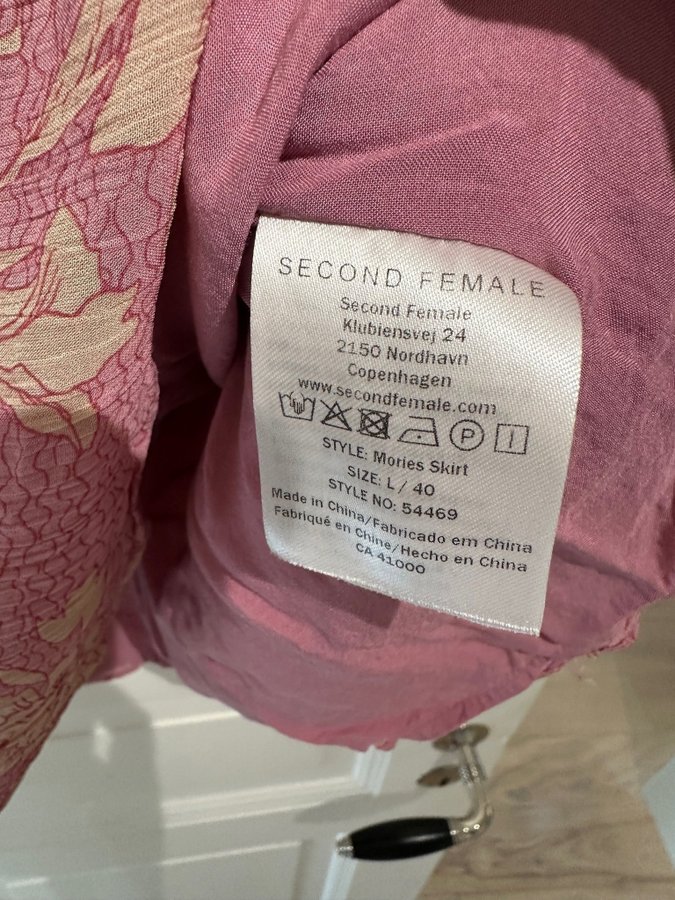 SECOND FEMALE
Second Female
Klubiensvej 24
2150 Nordhavn
Copenhagen
www.secondfemale.com
P
STYLE: Mories Skirt
SIZE: L / 40
STYLE NO: 54469
Made in China/Fabricado em China
Fabriqué en Chine/Hecho en China
CA 41000